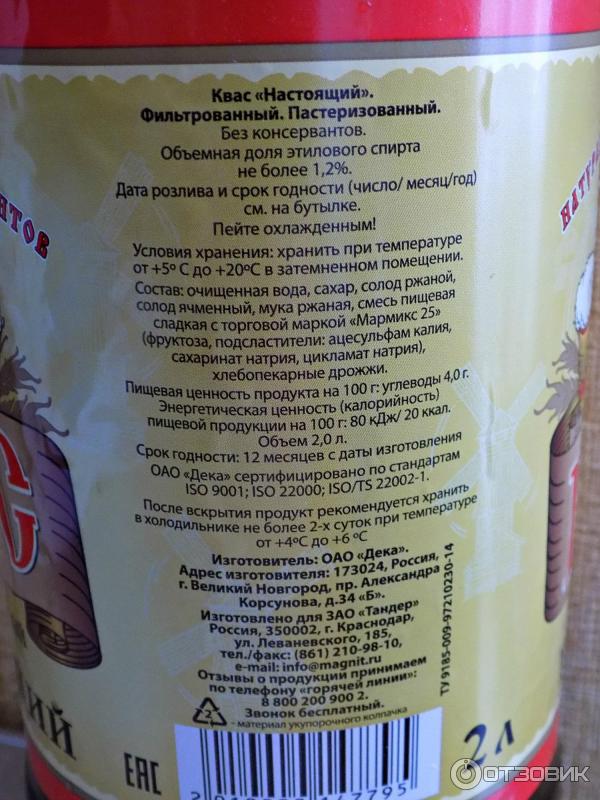 Квас «Настоящий».
Фильтрованный. Пастеризованный.
Без консервантов.
Объемная доля этилового спирта
не более 1,2%.
Дата розлива и срок годности (число/ месяц/год)
см. на бутылке.
Пейте охлажденным!
Условия хранения: хранить при температуре
от +5º С до +20ºС в затемненном помещении.
Состав: очищенная вода, сахар, солод ржаной,
солод ячменный, мука ржаная, смесь пищевая
сладкая с торговой маркой «Мармикс 25»
(фруктоза, подсластители: ацесульфам калия,
сахаринат натрия, цикламат натрия),
хлебопекарные дрожжи.
Пищевая ценность продукта на 100 г: углеводы 4,0 г.
Энергетическая ценность (калорийность)
пищевой продукции на 100 г: 80 кДж/ 20 ккал.
Объем 2,0 л.
Срок годности: 12 месяцев с даты изготовления
ОАО «Дека» сертифицировано по стандартам
ISO 9001; ISO 22000; ISO/TS 22002-1.
После вскрытия продукт рекомендуется хранить
в холодильнике не более 2-х суток при температуре
от +4ºС до +6 ºС
Изготовитель: ОАО «Дека».
Адрес изготовителя: 173024, Россия,
г. Великий Новгород, пр. Александра
Корсунова, д.34 «Б».
Изготовлено для ЗАО «Тандер»
Россия, 350002, г. Краснодар,
ул. Леваневского, 185,
тел./факс: (861) 210-98-10,
e-mail: info@magnit.ru
Отзывы о продукции принимаем
по телефону «горячей линии»:
8 800 200 900 2.
Звонок бесплатный.
2 - материал укупорочного колпачка
ТУ 9185-009-97210230-14
ЕАС
2 л
ОТЗОВИК